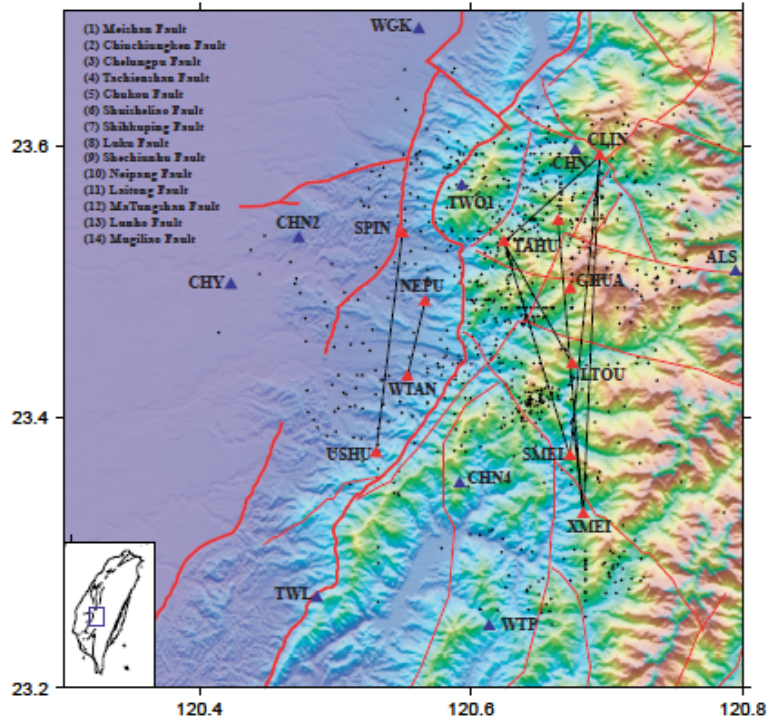 WGK
(1) Meishan Fault
(2) Chiuchiungken Fault
(3) Chelungpu Fault
(4) Tachienshan Fault
(5) Chukou Fault
(6) Shuisheliao Fault
(7) Shihkuping Fault
(8) Luku Fault
(9) Shechiunhu Fault
(10) Neipang Fault
(11) Laitong Fault
(12) MaTungshan Fault
(13) Lunho Fault
(14) Mugiliao Fault
CLIN
23.6
CHN
TWO1
CHN2
SPIN
TAHU
ALS
CHY
NEPU
GHUA
LTOU
WTAN
23.4
USHU
SMEI
CHN4
XMEI
TWL
WTP
23.2
120.4
120.6
120.8